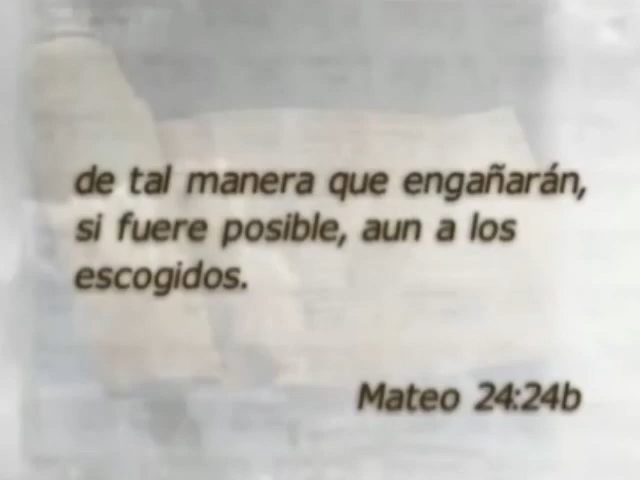 de tal manera que engañarán,
si fuere posible, aun a los
escogidos.
Mateo 24:24b